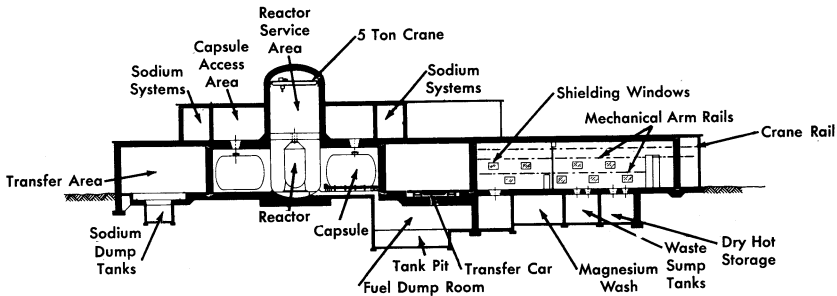 Reactor
Service
Area
5 Ton Crane
Capsule
Access
Area
Sodium
Systems
Sodium
Systems
Shielding Windows
Mechanical Arm Rails
Crane Rail
Transfer Area
Reactor
Capsule
Sodium
Dump
Tanks
Tank Pit
Fuel Dump Room
Transfer Car
Magnesium
Wash
Waste
Sump
Tanks
Dry Hot
Storage